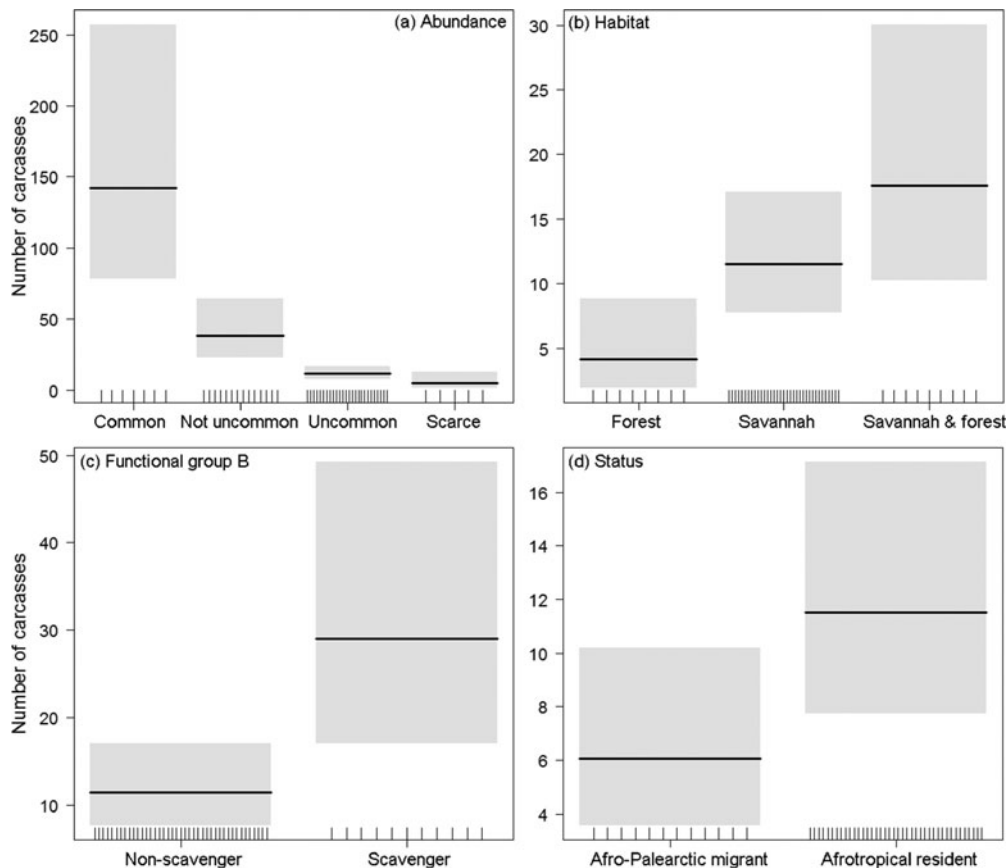 (a) Abundance
Number of carcasses
250
200
150
100
50
0
Common Not uncommon Uncommon Scarce
(b) Habitat
30
25
20
15
10
5
Forest Savannah Savannah & forest
(c) Functional group B
Number of carcasses
50
40
30
20
10
Non-scavenger Scavenger
(d) Status
16
14
12
10
8
6
4
Afro-Palearctic migrant Afrotropical resident